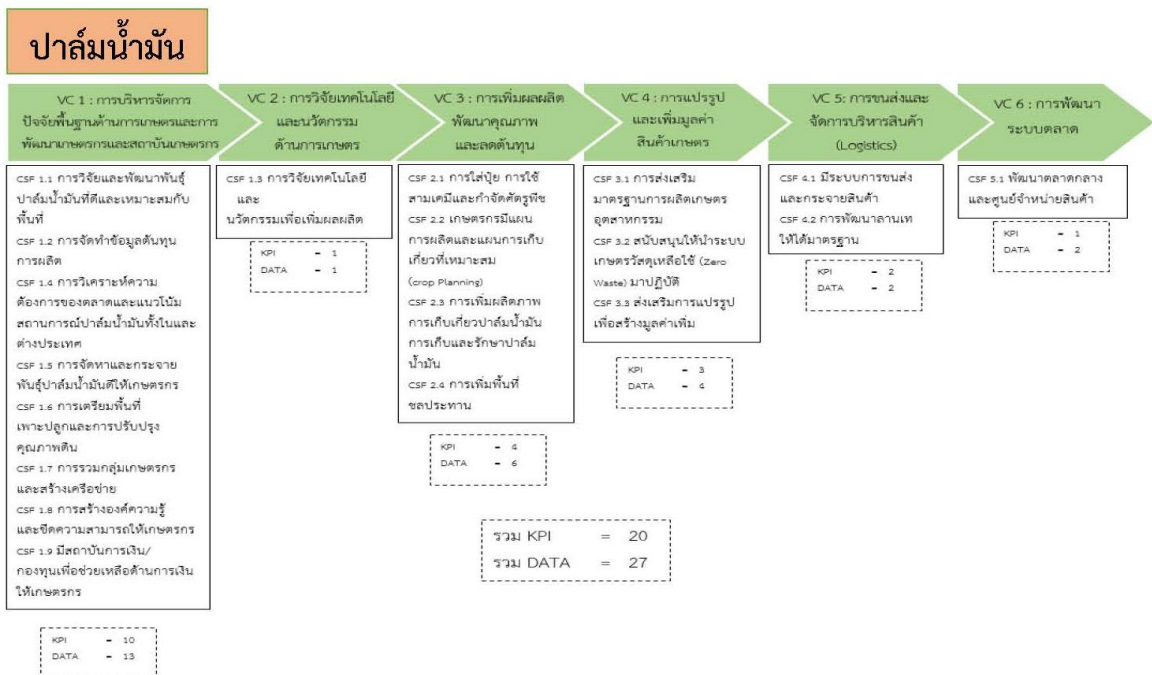 ปาล์มน้ำมัน
VC 1 : การบริหารจัดการ
ปัจจัยพื้นฐานด้านการเกษตรและการ
พัฒนาเกษตรกรและสถาบันเกษตรกร
VC 2 : การวิจัยเทคโนโลยี
และนวัตกรรม
ด้านการเกษตร
VC 3 : การเพิ่มผลผลิต
พัฒนาคุณภาพ
และลดต้นทุน
VC 4 : การแปรรูป
และเพิ่มมูลค่า
สินค้าเกษตร
VC 5: การขนส่งและ
จัดการบริหารสินค้า
(Logistics)
VC 6 : การพัฒนา
ระบบตลาด
CSF 1.1 การวิจัยและพัฒนาพันธุ์
ปาล์มน้ำมันที่ดีและเหมาะสมกับ
พื้นที่
CSF 1.2 การจัดทำข้อมูลต้นทุน
การผลิต
CSF 1.4 การวิเคราะห์ความ
ต้องการของตลาดและแนวโน้ม
สถานการณ์ปาล์มน้ำมันทั้งในและ
ต่างประเทศ
CSF 1.5 การจัดหาและกระจาย
พันธุ์ปาล์มน้ำมันดีให้เกษตรกร
CSF 1.6 การเตรียมพื้นที่
เพาะปลูกและการปรับปรุง
คุณภาพดิน
CSF 1.7 การรวมกลุ่มเกษตรกร
และสร้างเครือข่าย
CSF 1.8 การสร้างองค์ความรู้
และขีดความสามารถให้เกษตรกร
CSF 1.9 มีสถาบันการเงิน/
กองทุนเพื่อช่วยเหลือด้านการเงิน
ให้เกษตรกร
KPI - 10
DATA - 13
CSF 1.3 การวิจัยเทคโนโลยี
และ
นวัตกรรมเพื่อเพิ่มผลผลิต
KPI - 1
DATA - 1
CSF 2.1 การใส่ปุ๋ย การใช้
สารเคมีและกำจัดศัตรูพืช
CSF 2.2 เกษตรกรมีแผน
การผลิตและแผนการเก็บ
เกี่ยวที่เหมาะสม
(crop Planning)
CSF 2.3 การเพิ่มผลิตภาพ
การเก็บเกี่ยวปาล์มน้ำมัน
การเก็บและรักษาปาล์ม
น้ำมัน
CSF 2.4 การเพิ่มพื้นที่
ชลประทาน
KPI - 4
DATA - 6
CSF 3.1 การส่งเสริม
มาตรฐานการผลิตเกษตร
อุตสาหกรรม
CSF 3.2 สนับสนุนให้นำระบบ
เกษตรวัสดุเหลือใช้ (Zero
Waste) มาปฏิบัติ
CSF 3.3 ส่งเสริมการแปรรูป
เพื่อสร้างมูลค่าเพิ่ม
KPI - 3
DATA - 4
CSF 4.1 มีระบบการขนส่ง
และกระจายสินค้า
CSF 4.2 การพัฒนาลานเท
ให้ได้มาตรฐาน
KPI - 2
DATA - 2
CSF 5.1 พัฒนาตลาดกลาง
และศูนย์จำหน่ายสินค้า
KPI - 1
DATA - 2
รวม KPI = 20
รวม DATA = 27